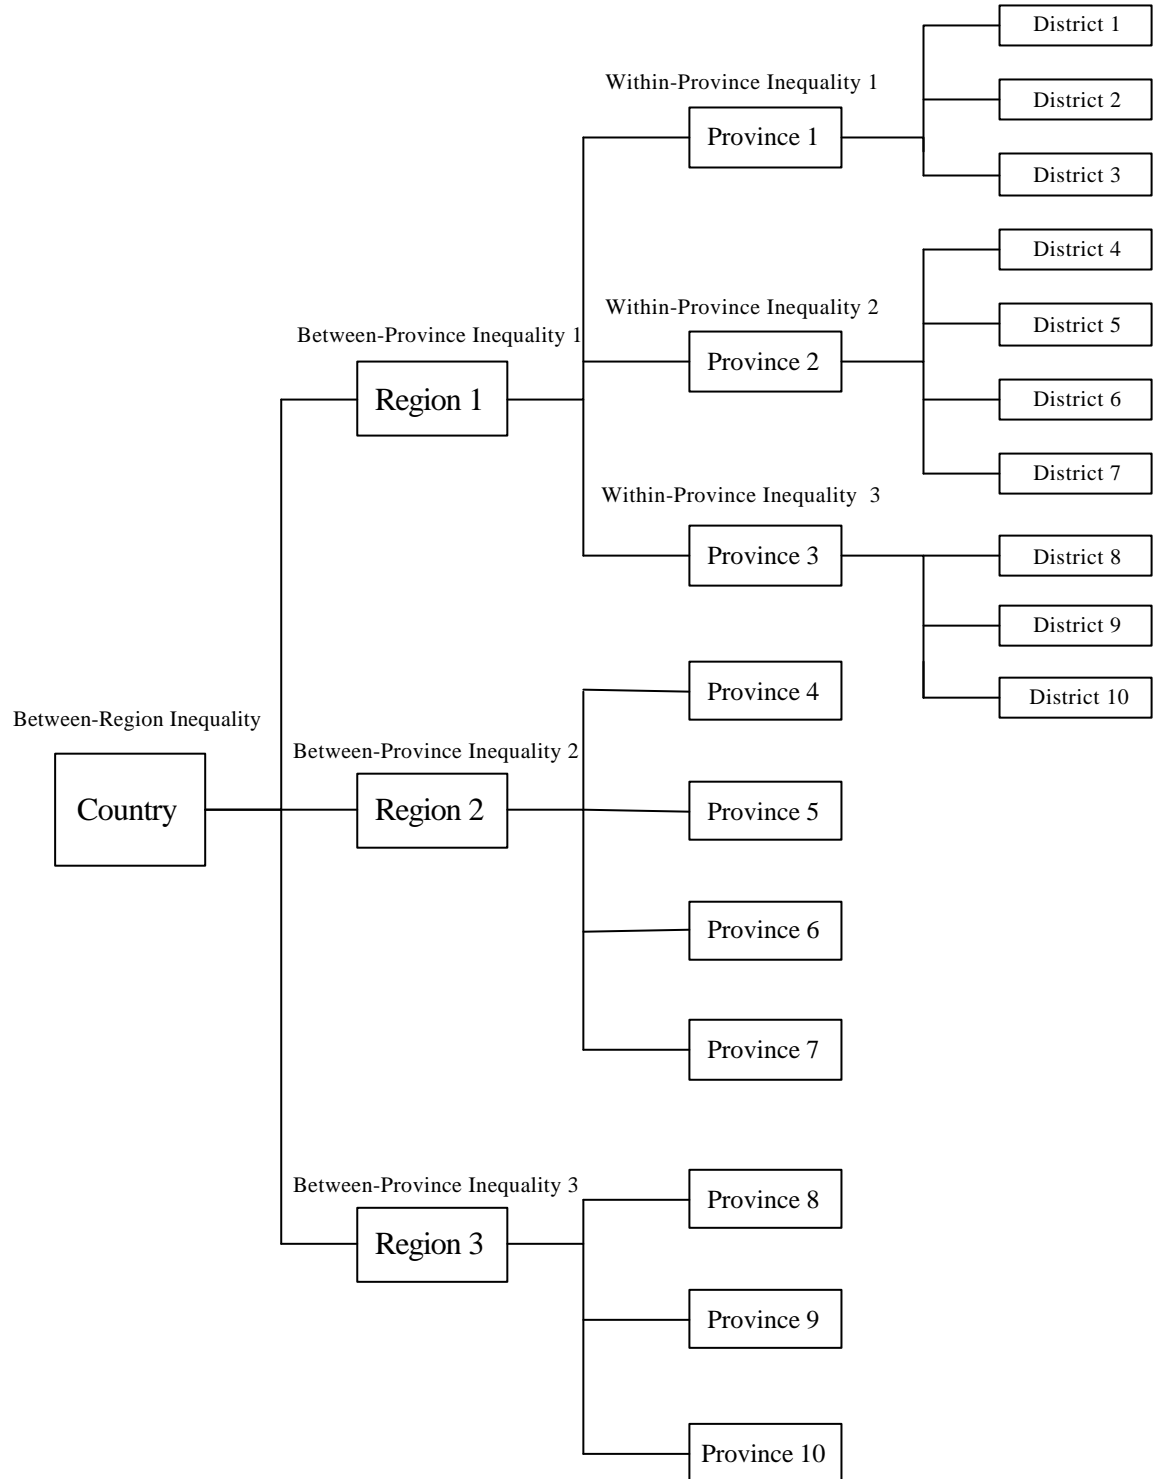 District 1
Within-Province Inequality 1
District 2
Province 1
District 3
District 4
Within-Province Inequality 2
District 5
Between-Province Inequality 1
Province 2
Region 1
District 6
District 7
Within-Province Inequality 3
Province 3
District 8
District 9
Province 4
District 10
Between-Region Inequality
Between-Province Inequality 2
Country
Region 2
Province 5
Province 6
Province 7
Between-Province Inequality 3
Province 8
Region 3
Province 9
Province 10